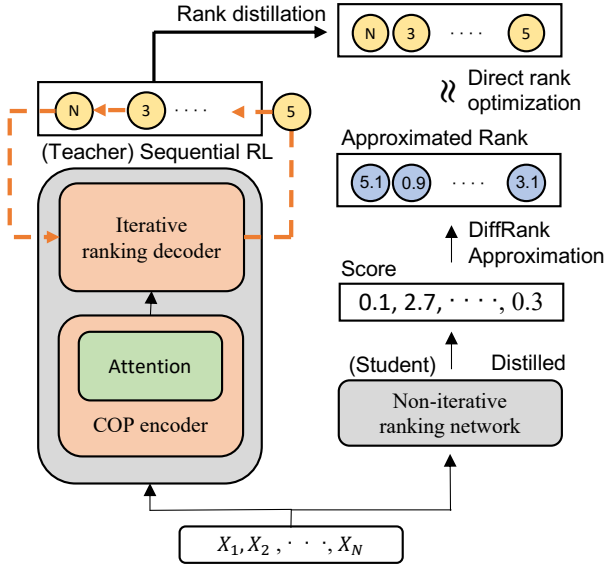 Rank distillation
N 3 · · · · 5
Direct rank
optimization
≈
N 3 · · · · 5
(Teacher) Sequential RL
Iterative
ranking decoder
Attention
COP encoder
Approximated Rank
5.1 0.9 · · · · 3.1
DiffRank
Approximation
Score
0.1, 2.7, · · · ·, 0.3
(Student) Distilled
Non-iterative
ranking network
X₁, X₂ , · · ·, X_N